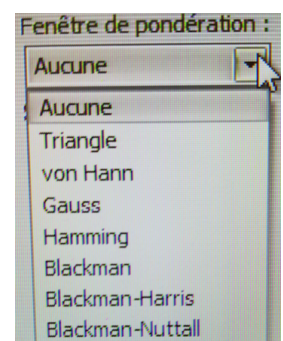 Fenêtre de pondération :
Aucune
Aucune
Triangle
von Hann
Gauss
Hamming
Blackman
Blackman-Harris
Blackman-Nuttall